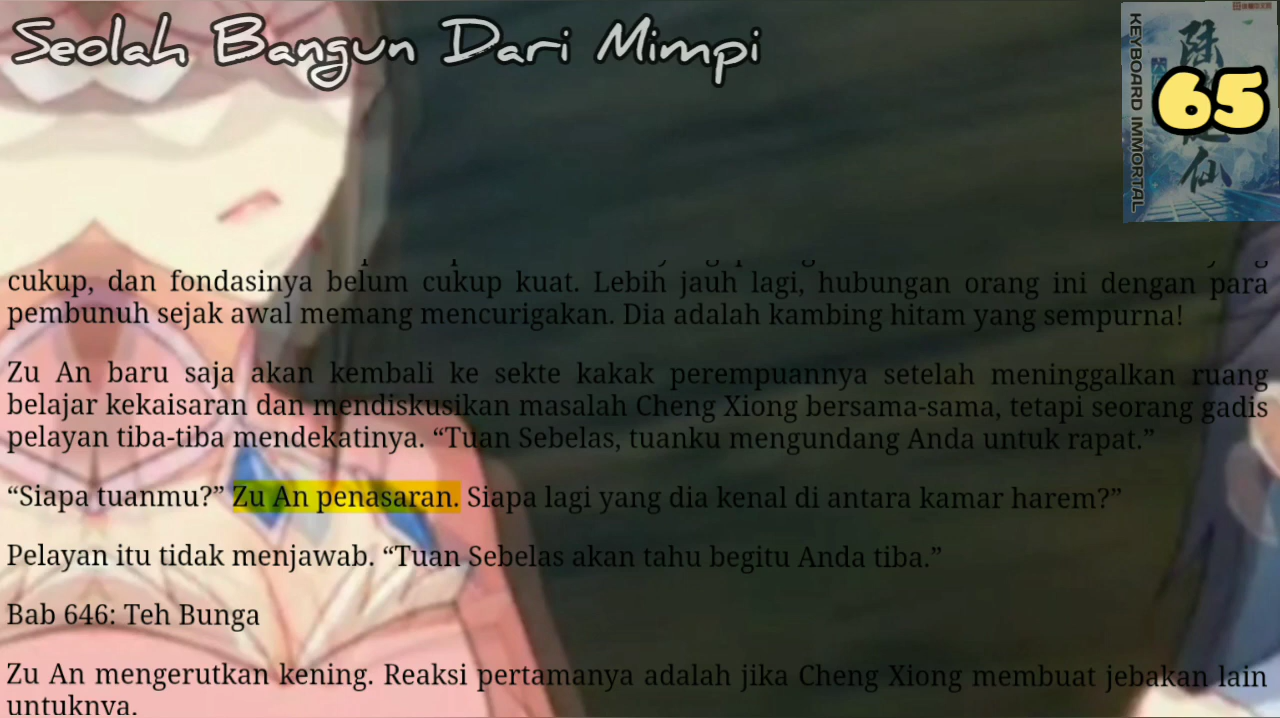 Seolah Bangun Dari Mimpi
65
KEYBOARD IMMORTAL
cukup, dan fondasinya belum cukup kuat. Lebih jauh lagi, hubungan orang ini dengan para
pembunuh sejak awal memang mencurigakan. Dia adalah kambing hitam yang sempurna!
Zu An baru saja akan kembali ke sekte kakak perempuannya setelah meninggalkan ruang
belajar kekaisaran dan mendiskusikan masalah Cheng Xiong bersama-sama, tetapi seorang gadis
pelayan tiba-tiba mendekatinya. “Tuan Sebelas, tuanku mengundang Anda untuk rapat.”
“Siapa tuanmu?” Zu An penasaran. Siapa lagi yang dia kenal di antara kamar harem?”
Pelayan itu tidak menjawab. “Tuan Sebelas akan tahu begitu Anda tiba.”
Bab 646: Teh Bunga
Zu An mengerutkan kening. Reaksi pertamanya adalah jika Cheng Xiong membuat jebakan lain
untuknya.